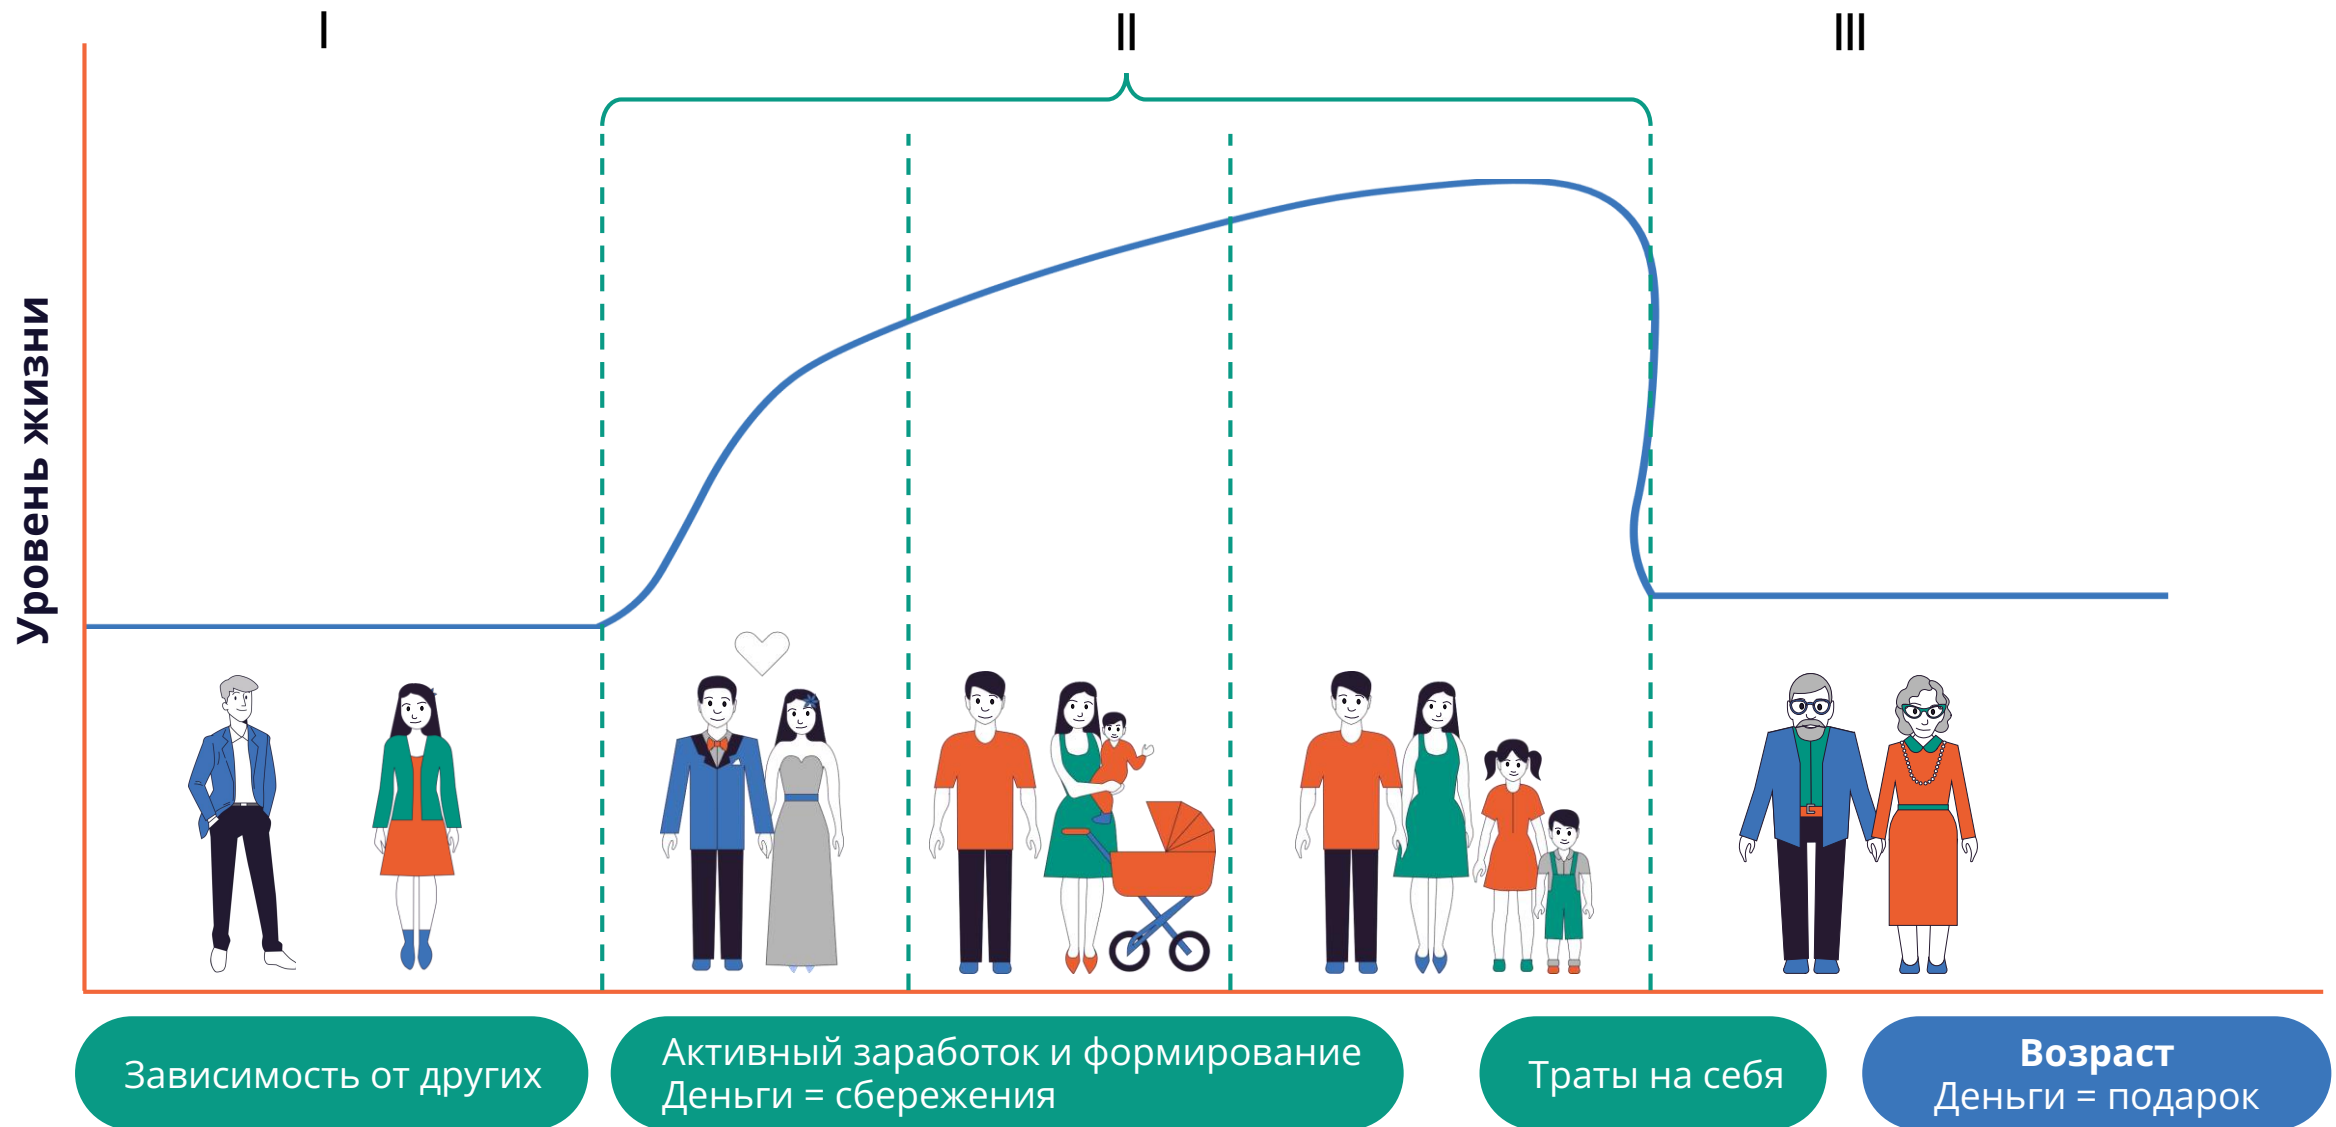 I
II
III
Уровень жизни
Зависимость от других
Активный заработок и формирование
Деньги = сбережения
Траты на себя
Возраст
Деньги = подарок